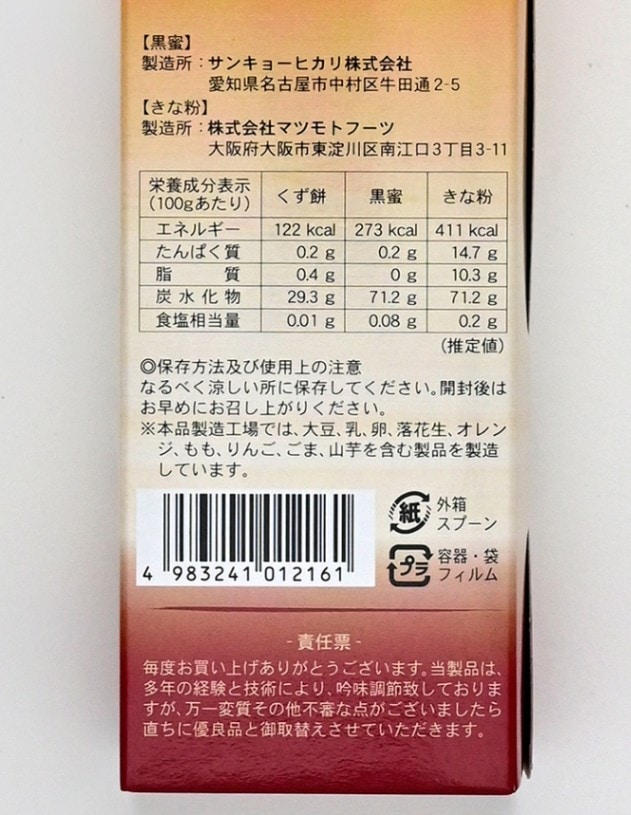 【黒蜜】
製造所：サンキョーヒカリ株式会社
愛知県名古屋市中村区牛田通2-5
【きな粉】
製造所：株式会社マツモトフーツ
大阪府大阪市東淀川区南江口3丁目3-11
栄養成分表示 くず餅 黒蜜 きな粉
(100gあたり)
エネルギー 122 kcal 273 kcal 411 kcal
たんぱく質 0.2 g 0.2 g 14.7 g
脂質 0.4 g 0 g 10.3 g
炭水化物 29.3 g 71.2 g 71.2 g
食塩相当量 0.01 g 0.08 g 0.2 g
(推定値)
◎保存方法及び使用上の注意
なるべく涼しい所に保存してください。開封後は
お早めにお召し上がりください。
※本品製造工場では、大豆、乳、卵、落花生、オレン
ジ、もも、りんご、ごま、山芋を含む製品を製造
しています。
紙 外箱
スプーン
プラ 容器・袋
フィルム
4 983241 012161
- 責任票 -
毎度お買い上げありがとうございます。当製品は、
多年の経験と技術により、吟味調節致しておりま
すが、万一変質その他不審な点がございましたら
直ちに優良品と御取替えさせていただきます。